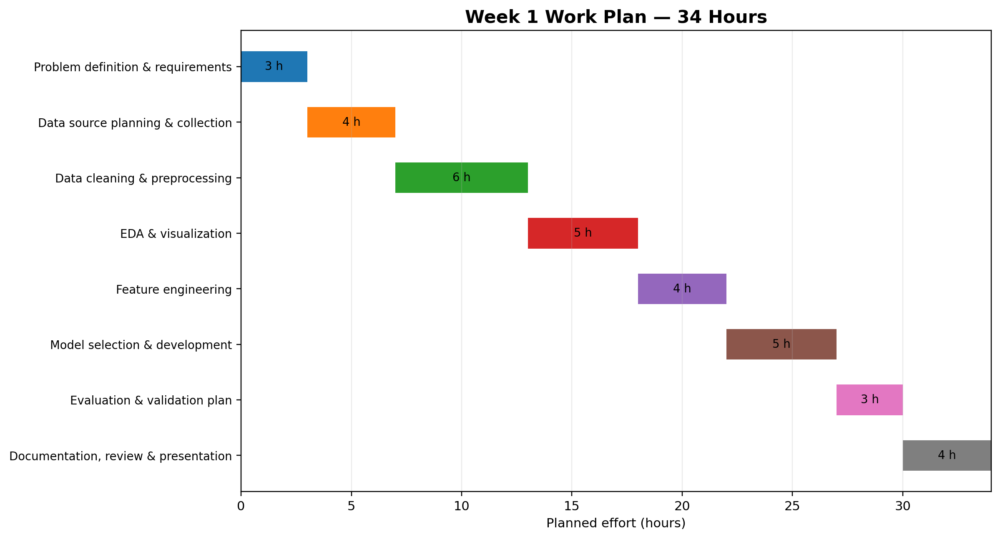 Week 1 Work Plan — 34 Hours
Problem definition & requirements
3 h
Data source planning & collection
4 h
Data cleaning & preprocessing
6 h
EDA & visualization
5 h
Feature engineering
4 h
Model selection & development
5 h
Evaluation & validation plan
3 h
Documentation, review & presentation
4 h
0 5 10 15 20 25 30
Planned effort (hours)